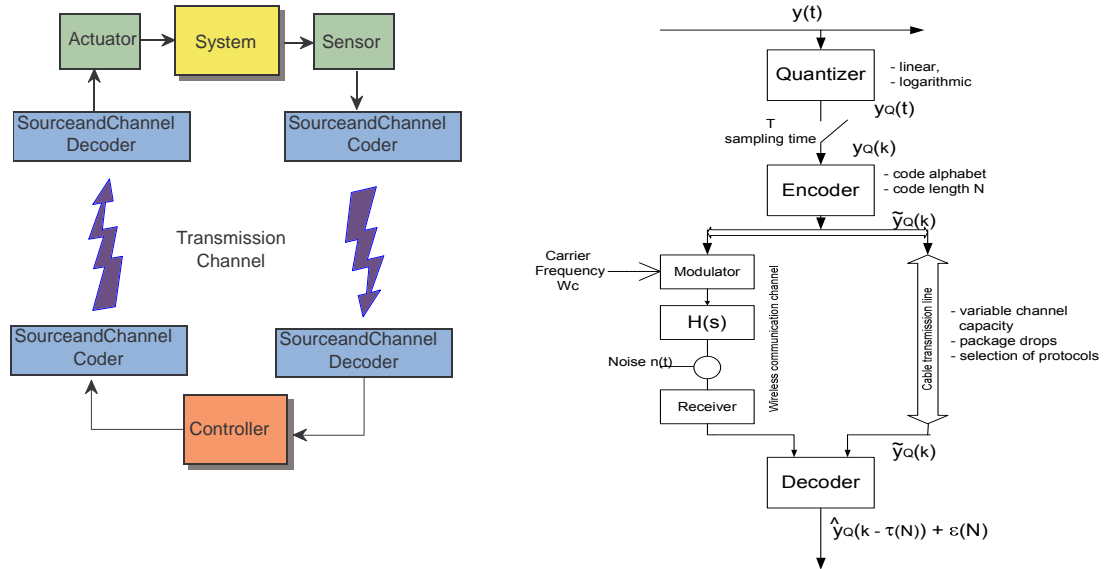 Actuator
System
Sensor
SourceandChannel
Decoder
SourceandChannel
Coder
Transmission
Channel
SourceandChannel
Coder
SourceandChannel
Decoder
Controller
y(t)
Quantizer
- linear,
- logarithmic
yQ(t)
T
sampling time
yQ(k)
Encoder
- code alphabet
- code length N
ỹQ(k)
Carrier
Frequency
Wc
Modulator
H(s)
Noise n(t)
Receiver
Wireless communication channel
Cable transmission line
- variable channel
capacity
- package drops
- selection of protocols
ỹQ(k)
Decoder
ŷQ(k - τ(N)) + ε(N)